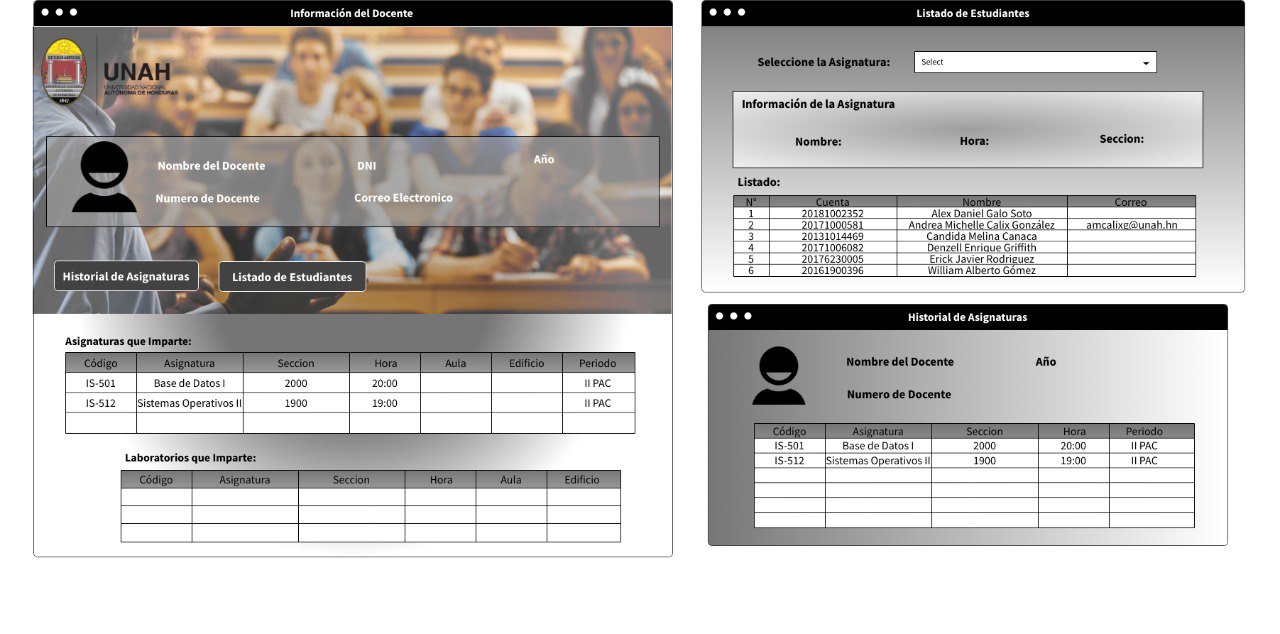 Información del Docente
UNAH
UNIVERSIDAD NACIONAL
AUTÓNOMA DE HONDURAS
1847
Nombre del Docente DNI Año
Numero de Docente Correo Electronico
Historial de Asignaturas Listado de Estudiantes
Asignaturas que Imparte:
Código Asignatura Seccion Hora Aula Edificio Periodo
IS-501 Base de Datos I 2000 20:00 II PAC
IS-512 Sistemas Operativos II 1900 19:00 II PAC
Laboratorios que Imparte:
Código Asignatura Seccion Hora Aula Edificio
Listado de Estudiantes
Seleccione la Asignatura: Select
Información de la Asignatura
Nombre: Hora: Seccion:
Listado:
N° Cuenta Nombre Correo
1 20181002352 Alex Daniel Galo Soto
2 20171000581 Andrea Michelle Calix González amcalixg@unah.hn
3 20131014469 Candida Melina Canaca
4 20171006082 Denzell Enrique Griffith
5 20176230005 Erick Javier Rodriguez
6 20161900396 William Alberto Gómez
Historial de Asignaturas
Nombre del Docente Año
Numero de Docente
Código Asignatura Seccion Hora Periodo
IS-501 Base de Datos I 2000 20:00 II PAC
IS-512 Sistemas Operativos II 1900 19:00 II PAC